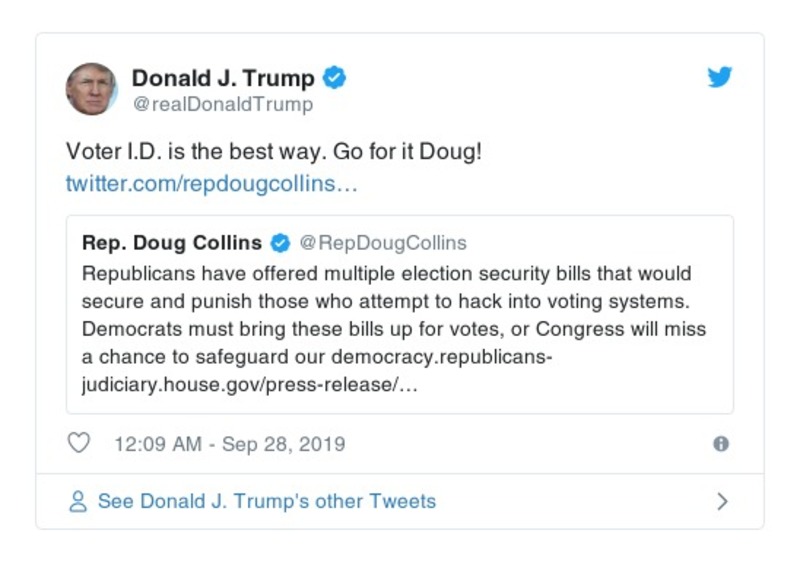 Donald J. Trump
@realDonaldTrump
Voter I.D. is the best way. Go for it Doug!
twitter.com/repdougcollins…
Rep. Doug Collins @RepDougCollins
Republicans have offered multiple election security bills that would
secure and punish those who attempt to hack into voting systems.
Democrats must bring these bills up for votes, or Congress will miss
a chance to safeguard our democracy.republicans-
judiciary.house.gov/press-release/…
12:09 AM - Sep 28, 2019
See Donald J. Trump's other Tweets